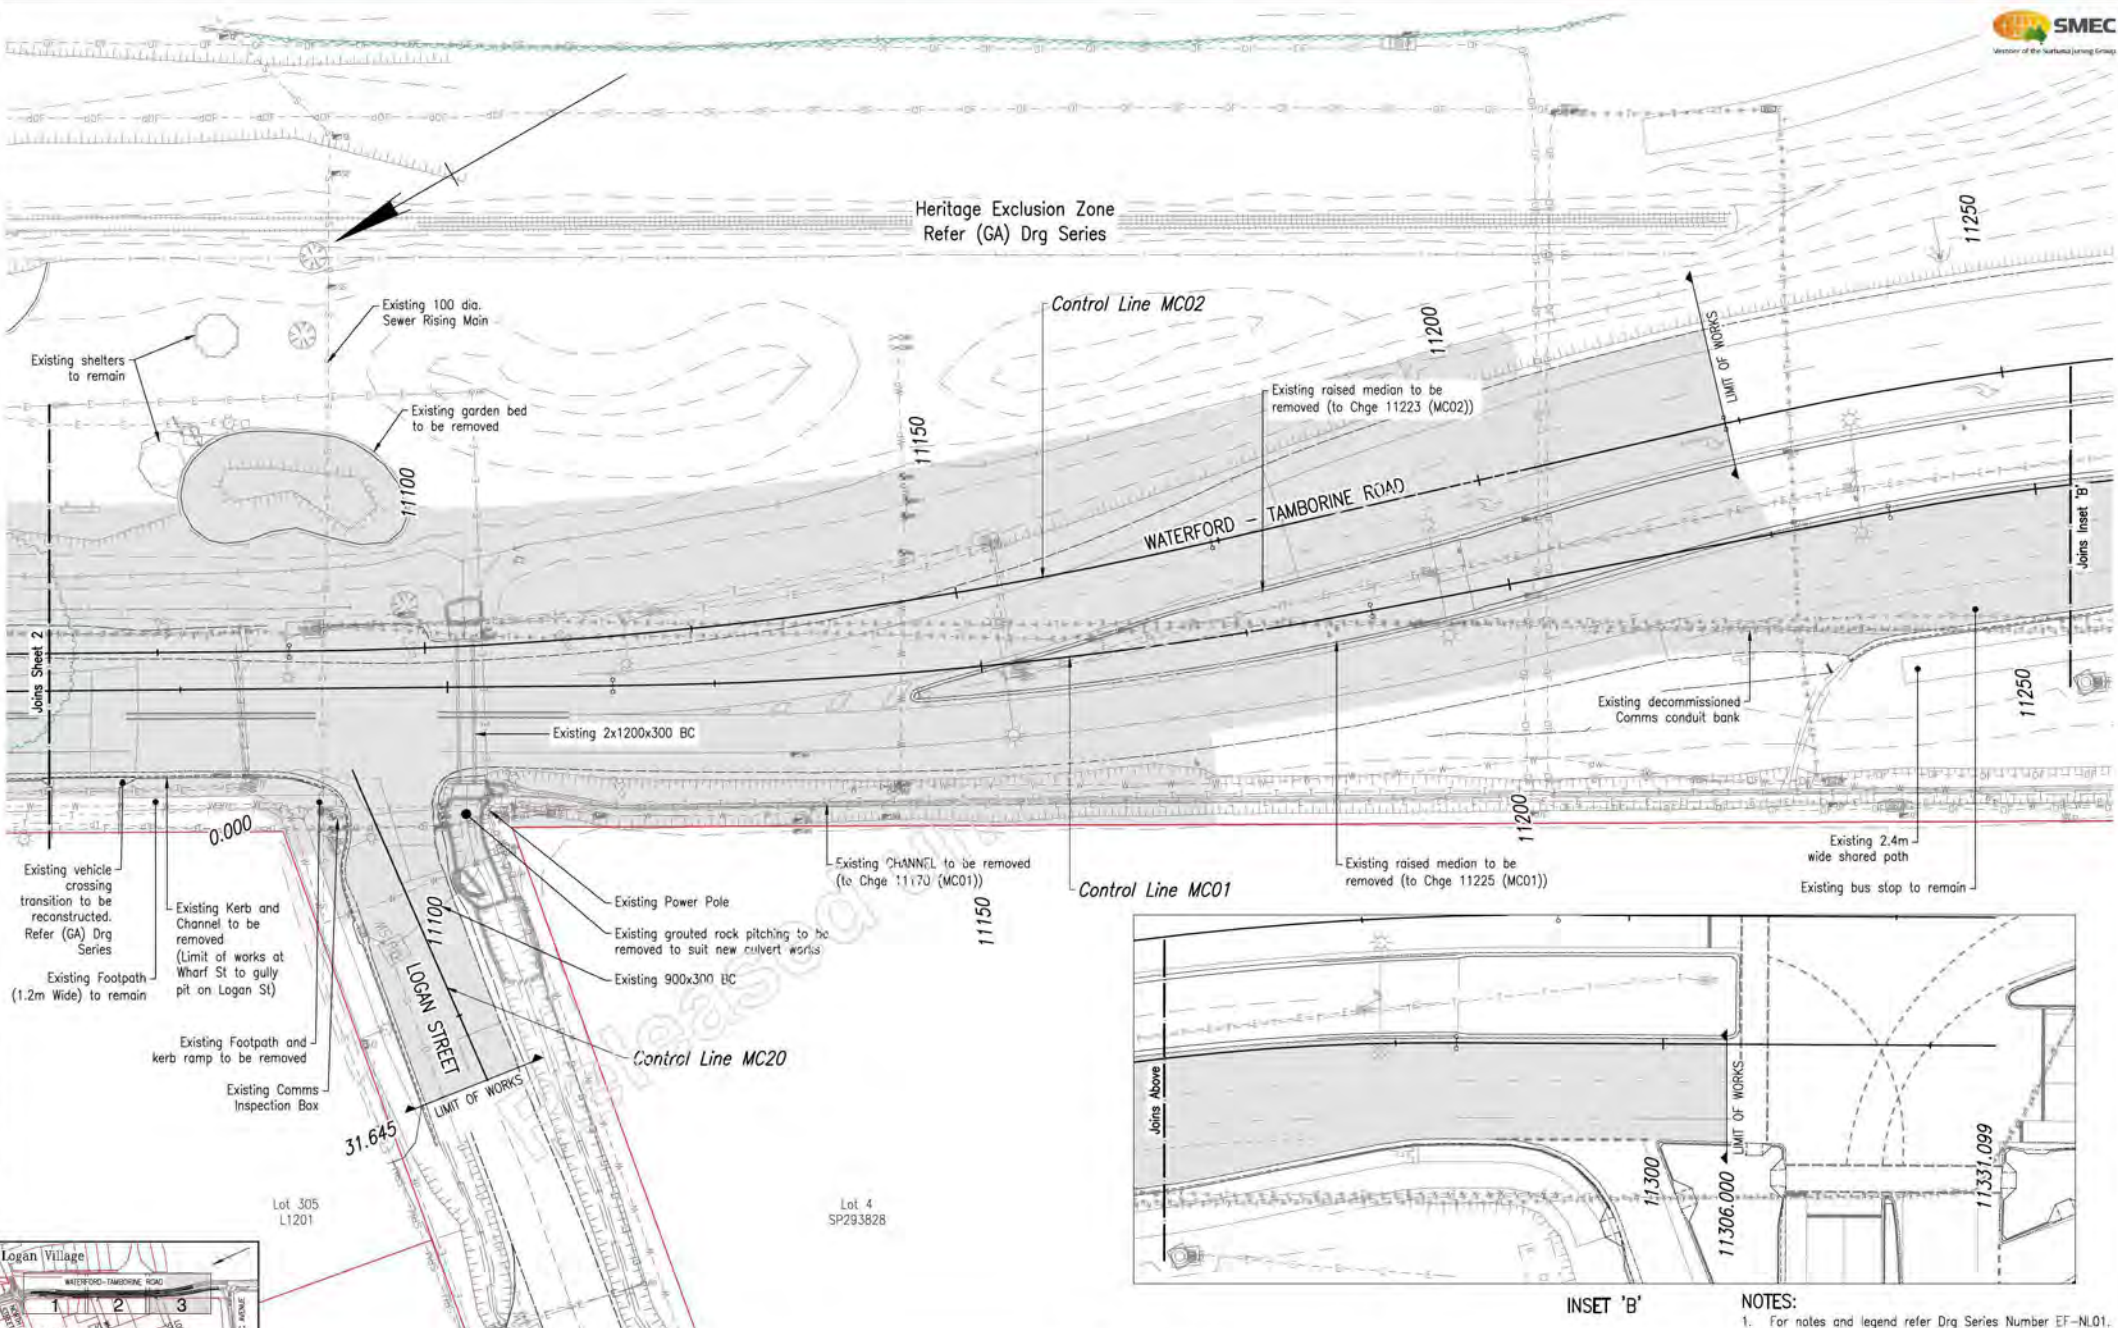 SMEC
Member of the Surbana Jurong Group
Heritage Exclusion Zone
Refer (GA) Drg Series
11250
Existing 100 dia.
Sewer Rising Main
Control Line MC02
11200
LIMIT OF WORKS
Existing shelters
to remain
Existing raised median to be
removed (to Chge 11223 (MC02))
Existing garden bed
to be removed
11150
11100
WATERFORD - TAMBORINE ROAD
Joins Inset 'B'
Joins Sheet 2
Existing 2x1200x300 BC
Existing decommissioned
Comms conduit bank
11250
0.000
11200
Existing 2.4m
wide shared path
Existing bus stop to remain
Existing vehicle
crossing
transition to be
reconstructed.
Refer (GA) Drg
Series
Existing Kerb and
Channel to be
removed
(Limit of works at
Wharf St to gully
pit on Logan St)
Existing Footpath
(1.2m Wide) to remain
11100
Existing CHANNEL to be removed
(to Chge 11170 (MC01))
Control Line MC01
Existing raised median to be
removed (to Chge 11225 (MC01))
Existing Power Pole
Existing grouted rock pitching to be
removed to suit new culvert works
Existing 900x300 BC
11150
LOGAN STREET
Existing Footpath and
kerb ramp to be removed
Control Line MC20
Existing Comms
Inspection Box
LIMIT OF WORKS
31.645
Released
Lot 305
L1201
Lot 4
SP293828
Joins Above
LIMIT OF WORKS
11300
11306.000
11331.099
INSET 'B'
Logan Village
WATERFORD-TAMBORINE ROAD
1 2 3
NOTES:
1. For notes and legend refer Drg Series Number EF-NL01.